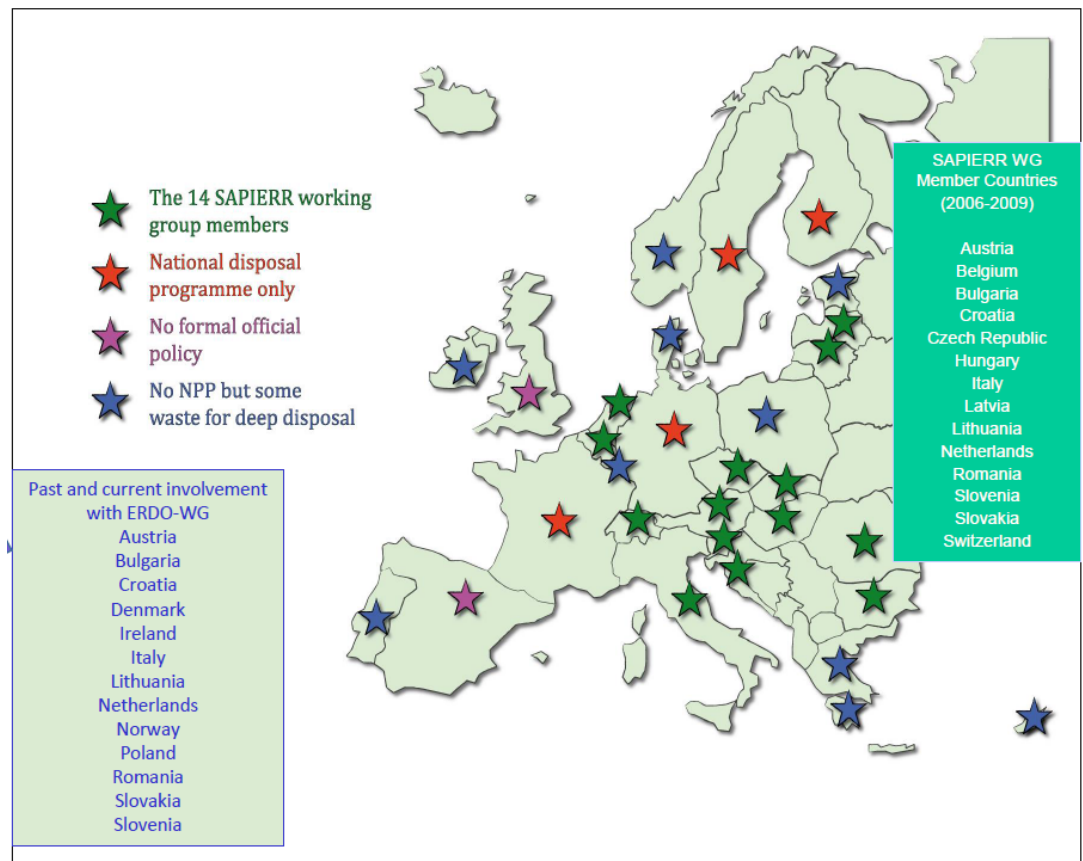 The 14 SAPIERR working
group members
National disposal
programme only
No formal official
policy
No NPP but some
waste for deep disposal
SAPIERR WG
Member Countries
(2006-2009)
Austria
Belgium
Bulgaria
Croatia
Czech Republic
Hungary
Italy
Latvia
Lithuania
Netherlands
Romania
Slovenia
Slovakia
Switzerland
Past and current involvement
with ERDO-WG
Austria
Bulgaria
Croatia
Denmark
Ireland
Italy
Lithuania
Netherlands
Norway
Poland
Romania
Slovakia
Slovenia